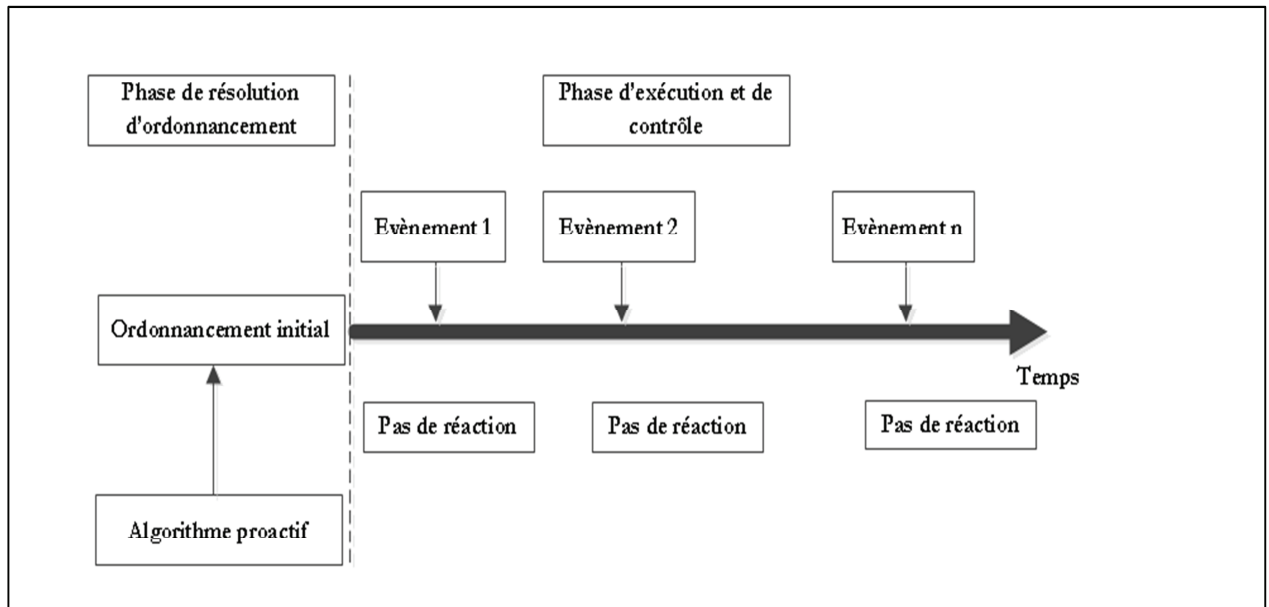 Phase de résolution
d'ordonnancement
Phase d'exécution et de
contrôle
Evènement 1
Evènement 2
Evènement n
Ordonnancement initial
Temps
Pas de réaction
Pas de réaction
Pas de réaction
Algorithme proactif